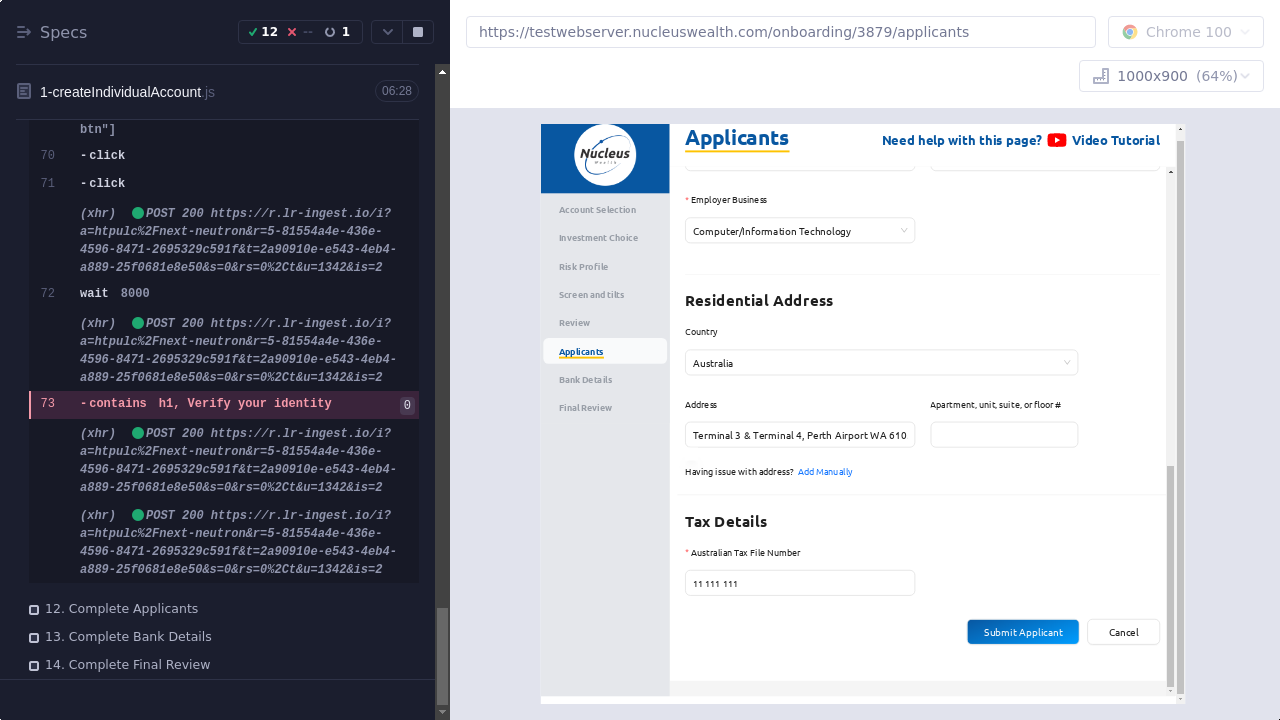 Specs
12 -- 1
1-createIndividualAccount.js 06:28
btn"]
70 -click
71 -click
(xhr) POST 200 https://r.lr-ingest.io/i?
a=htpulc%2Fnext-neutron&r=5-81554a4e-436e-
4596-8471-2695329c591f&t=2a90910e-e543-4eb4-
a889-25f0681e8e50&s=0&rs=0%2Ct&u=1342&is=2
72 wait 8000
(xhr) POST 200 https://r.lr-ingest.io/i?
a=htpulc%2Fnext-neutron&r=5-81554a4e-436e-
4596-8471-2695329c591f&t=2a90910e-e543-4eb4-
a889-25f0681e8e50&s=0&rs=0%2Ct&u=1342&is=2
73 -contains h1, Verify your identity 0
(xhr) POST 200 https://r.lr-ingest.io/i?
a=htpulc%2Fnext-neutron&r=5-81554a4e-436e-
4596-8471-2695329c591f&t=2a90910e-e543-4eb4-
a889-25f0681e8e50&s=0&rs=0%2Ct&u=1342&is=2
(xhr) POST 200 https://r.lr-ingest.io/i?
a=htpulc%2Fnext-neutron&r=5-81554a4e-436e-
4596-8471-2695329c591f&t=2a90910e-e543-4eb4-
a889-25f0681e8e50&s=0&rs=0%2Ct&u=1342&is=2
12. Complete Applicants
13. Complete Bank Details
14. Complete Final Review
https://testwebserver.nucleuswealth.com/onboarding/3879/applicants
Chrome 100
1000x900 (64%)
Nucleus
Wealth
Account Selection
Investment Choice
Risk Profile
Screen and tilts
Review
Applicants
Bank Details
Final Review
Applicants
Need help with this page? Video Tutorial
* Employer Business
Computer/Information Technology
Residential Address
Country
Australia
Address Apartment, unit, suite, or floor #
Terminal 3 & Terminal 4, Perth Airport WA 610
Having issue with address? Add Manually
Tax Details
* Australian Tax File Number
11 111 111
Submit Applicant Cancel